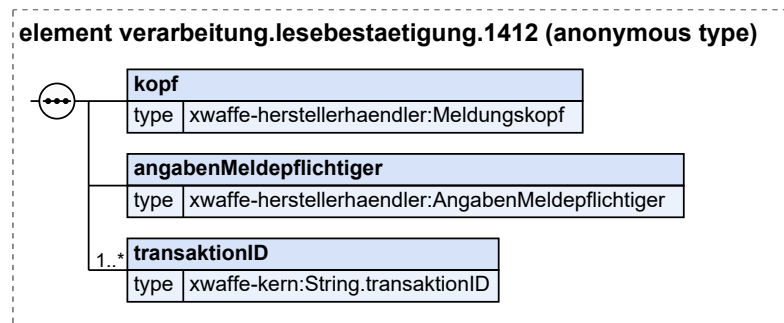 element verarbeitung.lesebestaetigung.1412 (anonymous type)
kopf
type xwaffe-herstellerhaendler:Meldungskopf
angabenMeldepflichtiger
type xwaffe-herstellerhaendler:AngabenMeldepflichtiger
1..* transaktionID
type xwaffe-kern:String.transaktionID